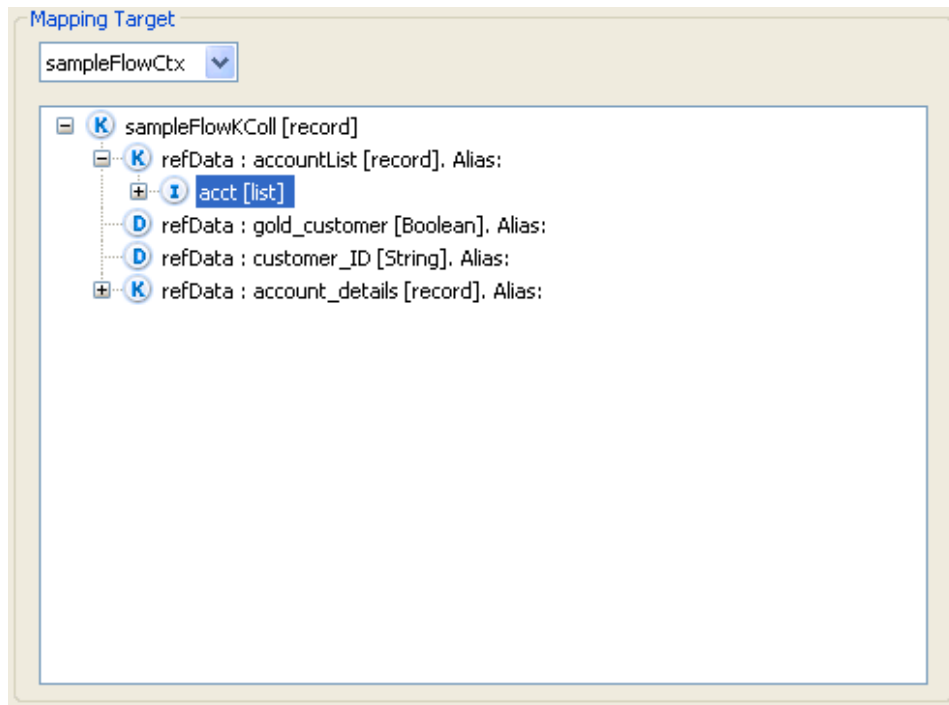 Mapping Target
sampleFlowCtx
K sampleFlowKColl [record]
K refData : accountList [record]. Alias:
I acct [list]
D refData : gold_customer [Boolean]. Alias:
D refData : customer_ID [String]. Alias:
K refData : account_details [record]. Alias: